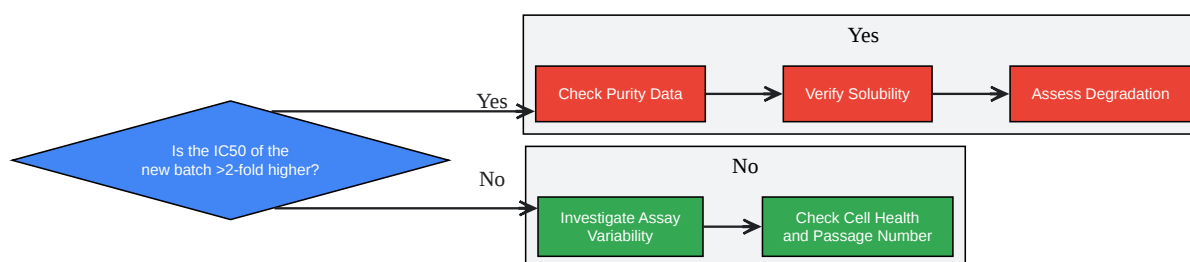 Yes
Check Purity Data
Verify Solubility
Assess Degradation
Yes
Is the IC50 of the
new batch >2-fold higher?
No
No
Investigate Assay
Variability
Check Cell Health
and Passage Number